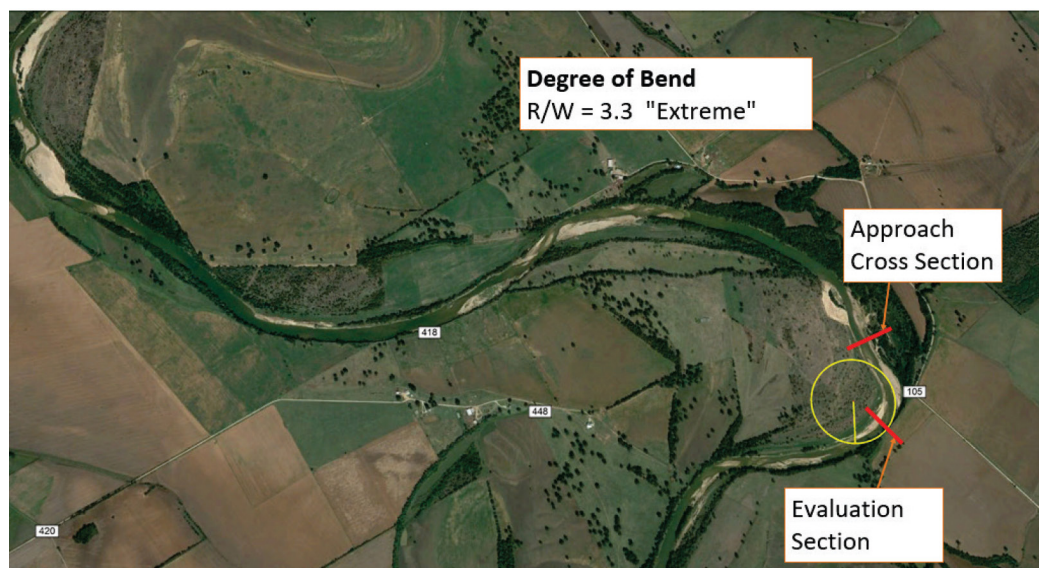 Degree of Bend
R/W = 3.3 "Extreme"
Approach
Cross Section
418
105
448
Evaluation
Section
420